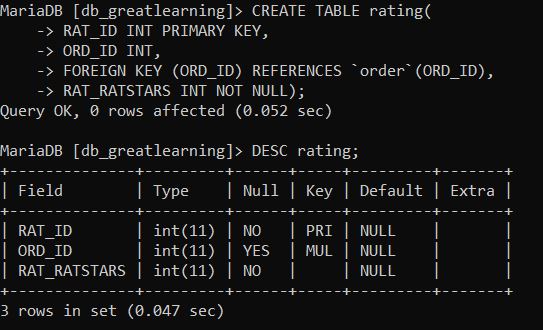 MariaDB [db_greatlearning]> CREATE TABLE rating(
    -> RAT_ID INT PRIMARY KEY,
    -> ORD_ID INT,
    -> FOREIGN KEY (ORD_ID) REFERENCES `order`(ORD_ID),
    -> RAT_RATSTARS INT NOT NULL);
Query OK, 0 rows affected (0.052 sec)

MariaDB [db_greatlearning]> DESC rating;
+--------------+---------+------+-----+---------+-------+
| Field        | Type    | Null | Key | Default | Extra |
+--------------+---------+------+-----+---------+-------+
| RAT_ID       | int(11) | NO   | PRI | NULL    |       |
| ORD_ID       | int(11) | YES  | MUL | NULL    |       |
| RAT_RATSTARS | int(11) | NO   |     | NULL    |       |
+--------------+---------+------+-----+---------+-------+
3 rows in set (0.047 sec)